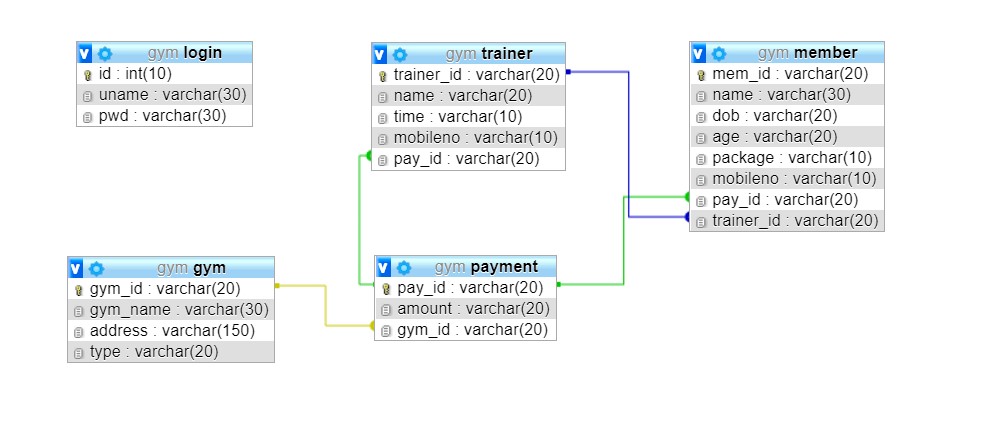 v gym login
id : int(10)
uname : varchar(30)
pwd : varchar(30)
v gym trainer
trainer_id : varchar(20)
name : varchar(20)
time : varchar(10)
mobileno : varchar(10)
pay_id : varchar(20)
v gym member
mem_id : varchar(20)
name : varchar(30)
dob : varchar(20)
age : varchar(20)
package : varchar(10)
mobileno : varchar(10)
pay_id : varchar(20)
trainer_id : varchar(20)
v gym gym
gym_id : varchar(20)
gym_name : varchar(30)
address : varchar(150)
type : varchar(20)
v gym payment
pay_id : varchar(20)
amount : varchar(20)
gym_id : varchar(20)